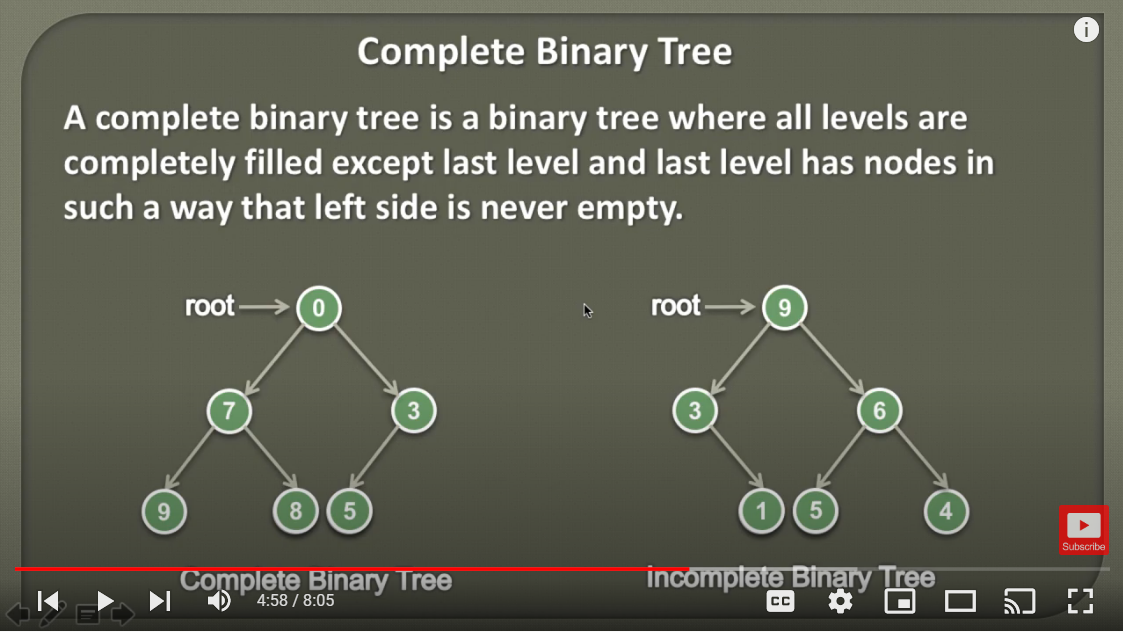 Complete Binary Tree
A complete binary tree is a binary tree where all levels are
completely filled except last level and last level has nodes in
such a way that left side is never empty.
root 0 root 9
7 3 3 6
9 8 5 1 5 4
Subscribe
Complete Binary Tree Incomplete Binary Tree
4:58 / 8:05 CC
i